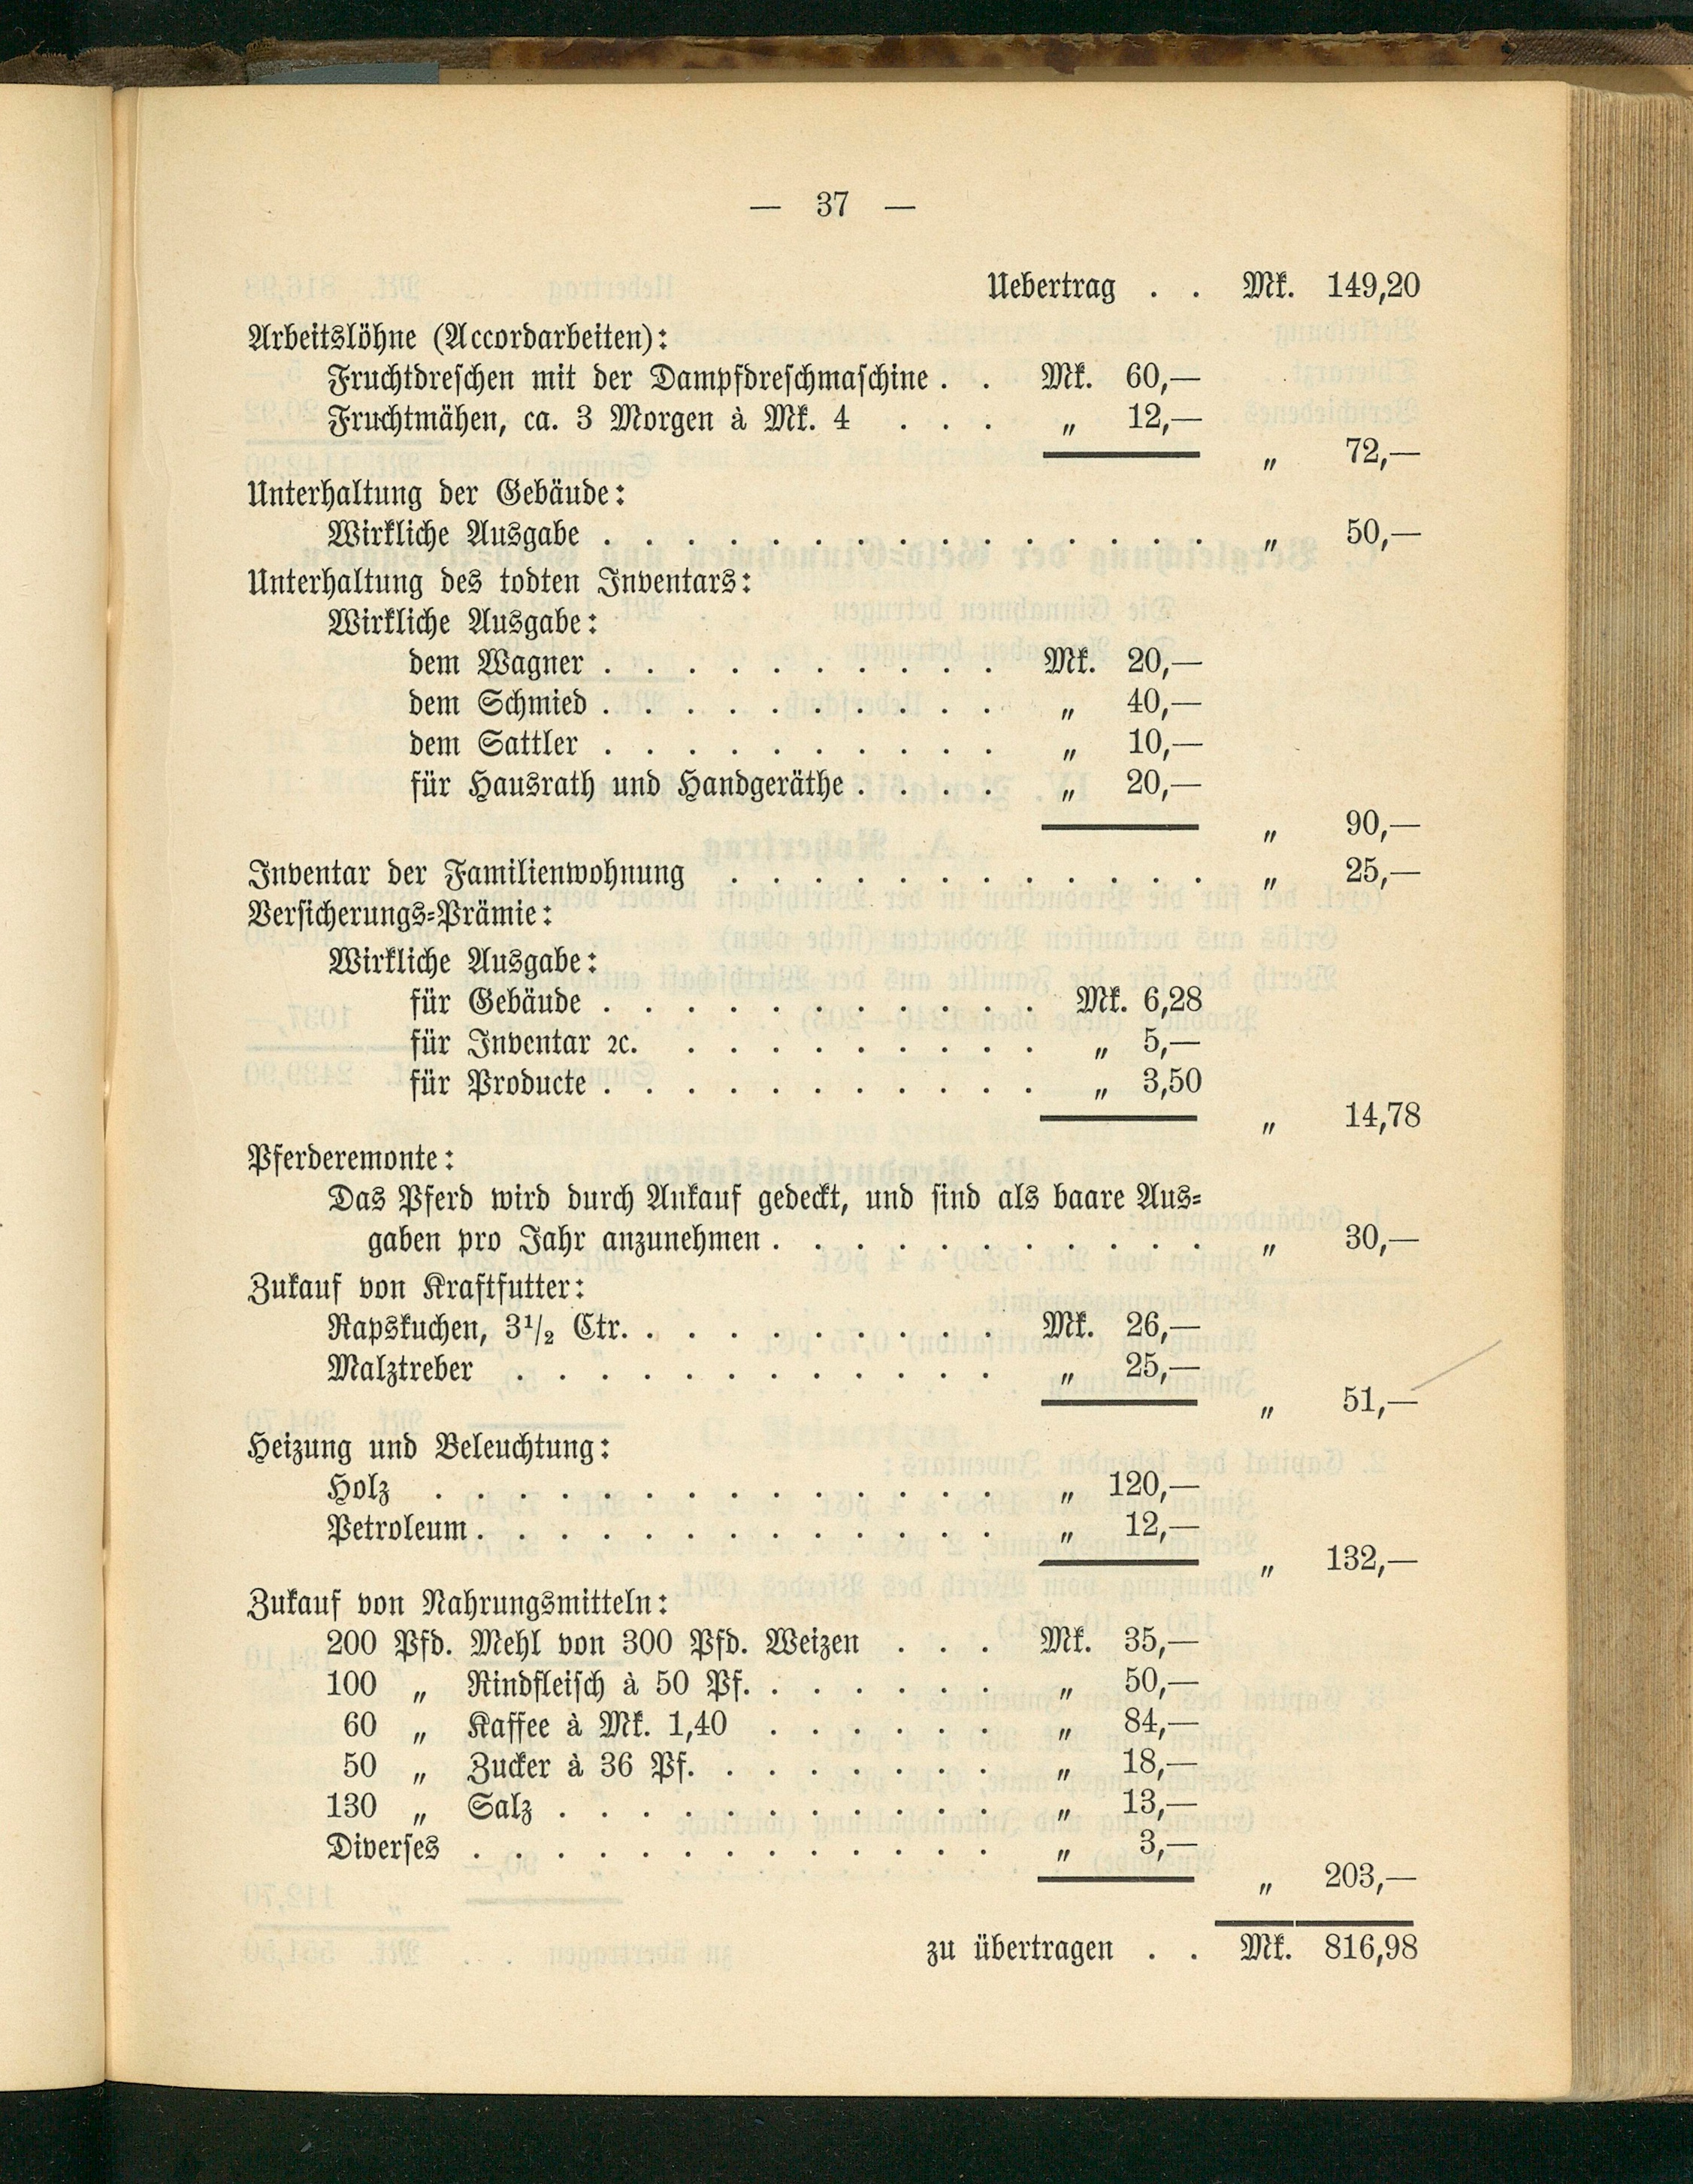 — 37 —
Uebertrag . . Mk. 149,20
Arbeitslöhne (Accordarbeiten):
Fruchtdreschen mit der Dampfdreschmaschine . . Mk. 60,—
Fruchtmähen, ca. 3 Morgen à Mk. 4 . . . „ 12,—
„ 72,—
Unterhaltung der Gebäude:
Wirkliche Ausgabe . . . . . . . . . . . . . . . „ 50,—
Unterhaltung des todten Inventars:
Wirkliche Ausgabe:
dem Wagner . . . . . . . . . . Mk. 20,—
dem Schmied . . . . . . . . . . „ 40,—
dem Sattler . . . . . . . . . . „ 10,—
für Hausrath und Handgeräthe . . . . „ 20,—
„ 90,—
Inventar der Familienwohnung . . . . . . . . . . . . „ 25,—
Versicherungs-Prämie:
Wirkliche Ausgabe:
für Gebäude . . . . . . . . . . . Mk. 6,28
für Inventar ꝛc. . . . . . . . . . . „ 5,—
für Producte . . . . . . . . . . . „ 3,50
„ 14,78
Pferderemonte:
Das Pferd wird durch Ankauf gedeckt, und sind als baare Aus-
gaben pro Jahr anzunehmen . . . . . . . . . . . „ 30,—
Zukauf von Kraftfutter:
Rapskuchen, 3½ Ctr. . . . . . . . . . Mk. 26,—
Malztreber . . . . . . . . . . . . „ 25,—
„ 51,—
Heizung und Beleuchtung:
Holz . . . . . . . . . . . . . . „ 120,—
Petroleum . . . . . . . . . . . . . „ 12,—
„ 132,—
Zukauf von Nahrungsmitteln:
200 Pfd. Mehl von 300 Pfd. Weizen . . . Mk. 35,—
100 „ Rindfleisch à 50 Pf. . . . . . . „ 50,—
60 „ Kaffee à Mk. 1,40 . . . . . . „ 84,—
50 „ Zucker à 36 Pf. . . . . . . . „ 18,—
130 „ Salz . . . . . . . . . . . „ 13,—
Diverses . . . . . . . . . . . . . „ 3,—
„ 203,—
zu übertragen . . Mk. 816,98